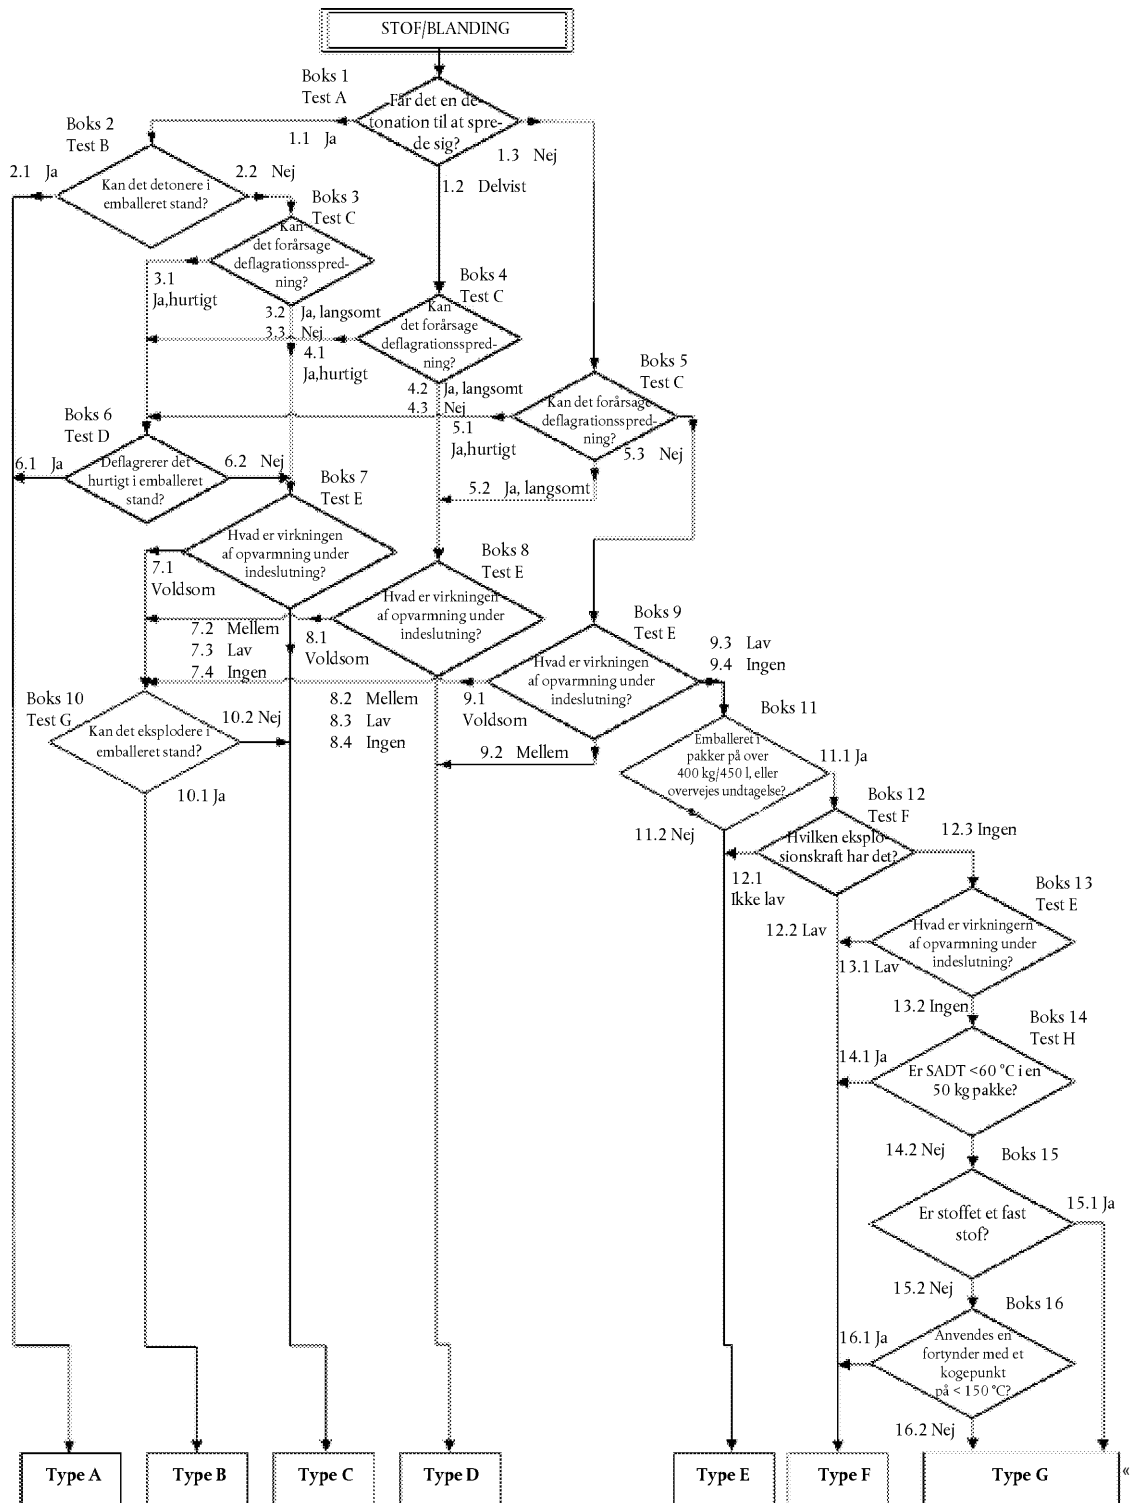 STOF/BLANDING
Boks 1
Test A
Får det en de-
tonation til at spre-
de sig?
1.1 Ja
1.3 Nej
1.2 Delvist
Boks 2
Test B
2.1 Ja
2.2 Nej
Kan det detonere i
emballeret stand?
Boks 3
Test C
Kan
det forårsage
deflagrationsspred-
ning?
3.1
Ja,hurtigt
3.2 Ja, langsomt
3.3 Nej
Boks 4
Test C
Kan
det forårsage
deflagrationsspred-
ning?
4.1
Ja,hurtigt
4.2 Ja, langsomt
4.3 Nej
Boks 5
Test C
Kan det forårsage
deflagrationsspred-
ning?
5.1
Ja,hurtigt
5.3 Nej
5.2 Ja, langsomt
Boks 6
Test D
6.1 Ja
6.2 Nej
Deflagrerer det
hurtigt i emballeret
stand?
Boks 7
Test E
Hvad er virkningen
af opvarmning under
indeslutning?
7.1
Voldsom
7.2 Mellem
7.3 Lav
7.4 Ingen
Boks 8
Test E
Hvad er virkningen
af opvarmning under
indeslutning?
8.1
Voldsom
8.2 Mellem
8.3 Lav
8.4 Ingen
Boks 9
Test E
Hvad er virkningen
af opvarmning under
indeslutning?
9.3 Lav
9.4 Ingen
9.1
Voldsom
9.2 Mellem
Boks 10
Test G
Kan det eksplodere i
emballeret stand?
10.2 Nej
10.1 Ja
Boks 11
Emballeret i
pakker på over
400 kg/450 l, eller
overvejes undtagelse?
11.1 Ja
11.2 Nej
Boks 12
Test F
Hvilken eksplo-
sionskraft har det?
12.3 Ingen
12.1
Ikke lav
12.2 Lav
Boks 13
Test E
Hvad er virkningern
af opvarmning under
indeslutning?
13.1 Lav
13.2 Ingen
Boks 14
Test H
14.1 Ja
Er SADT <60 °C i en
50 kg pakke?
14.2 Nej
Boks 15
Er stoffet et fast
stof?
15.1 Ja
15.2 Nej
Boks 16
16.1 Ja
Anvendes en
fortynder med et
kogepunkt
på < 150 °C?
16.2 Nej
Type A
Type B
Type C
Type D
Type E
Type F
Type G
«